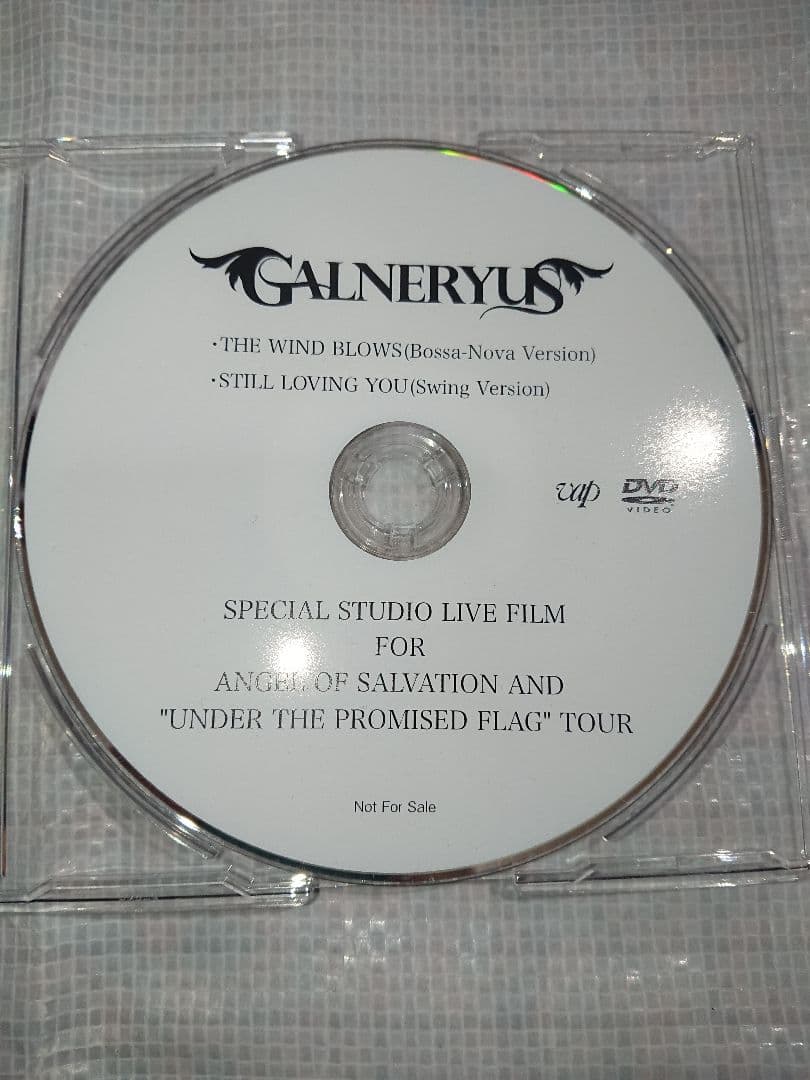 GALNERYUS
・THE WIND BLOWS(Bossa-Nova Version)
・STILL LOVING YOU(Swing Version)
vap DVD
VIDEO
SPECIAL STUDIO LIVE FILM
FOR
ANGEL OF SALVATION AND
"UNDER THE PROMISED FLAG" TOUR
Not For Sale